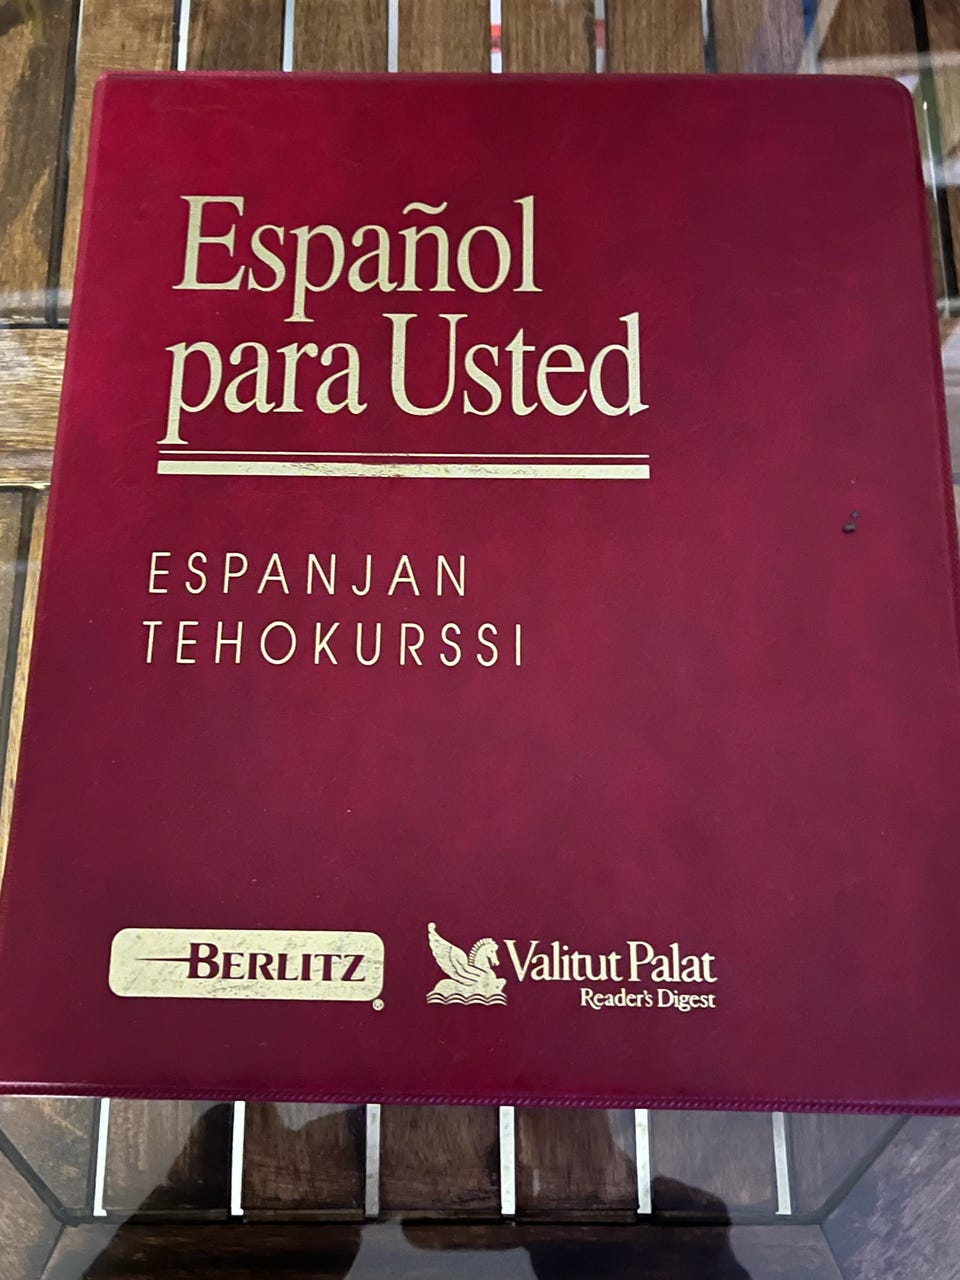 Español
para Usted
ESPANJAN
TEHOKURSSI
BERLITZ®
Valitut Palat
Reader's Digest